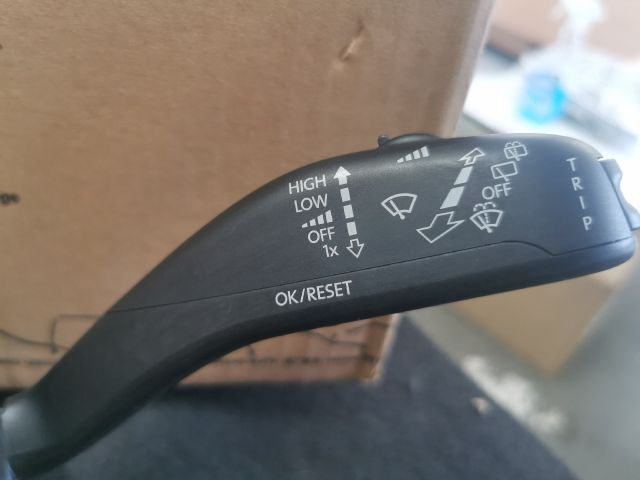 HIGH
LOW
OFF
1x
OFF
TRIP
OK/RESET